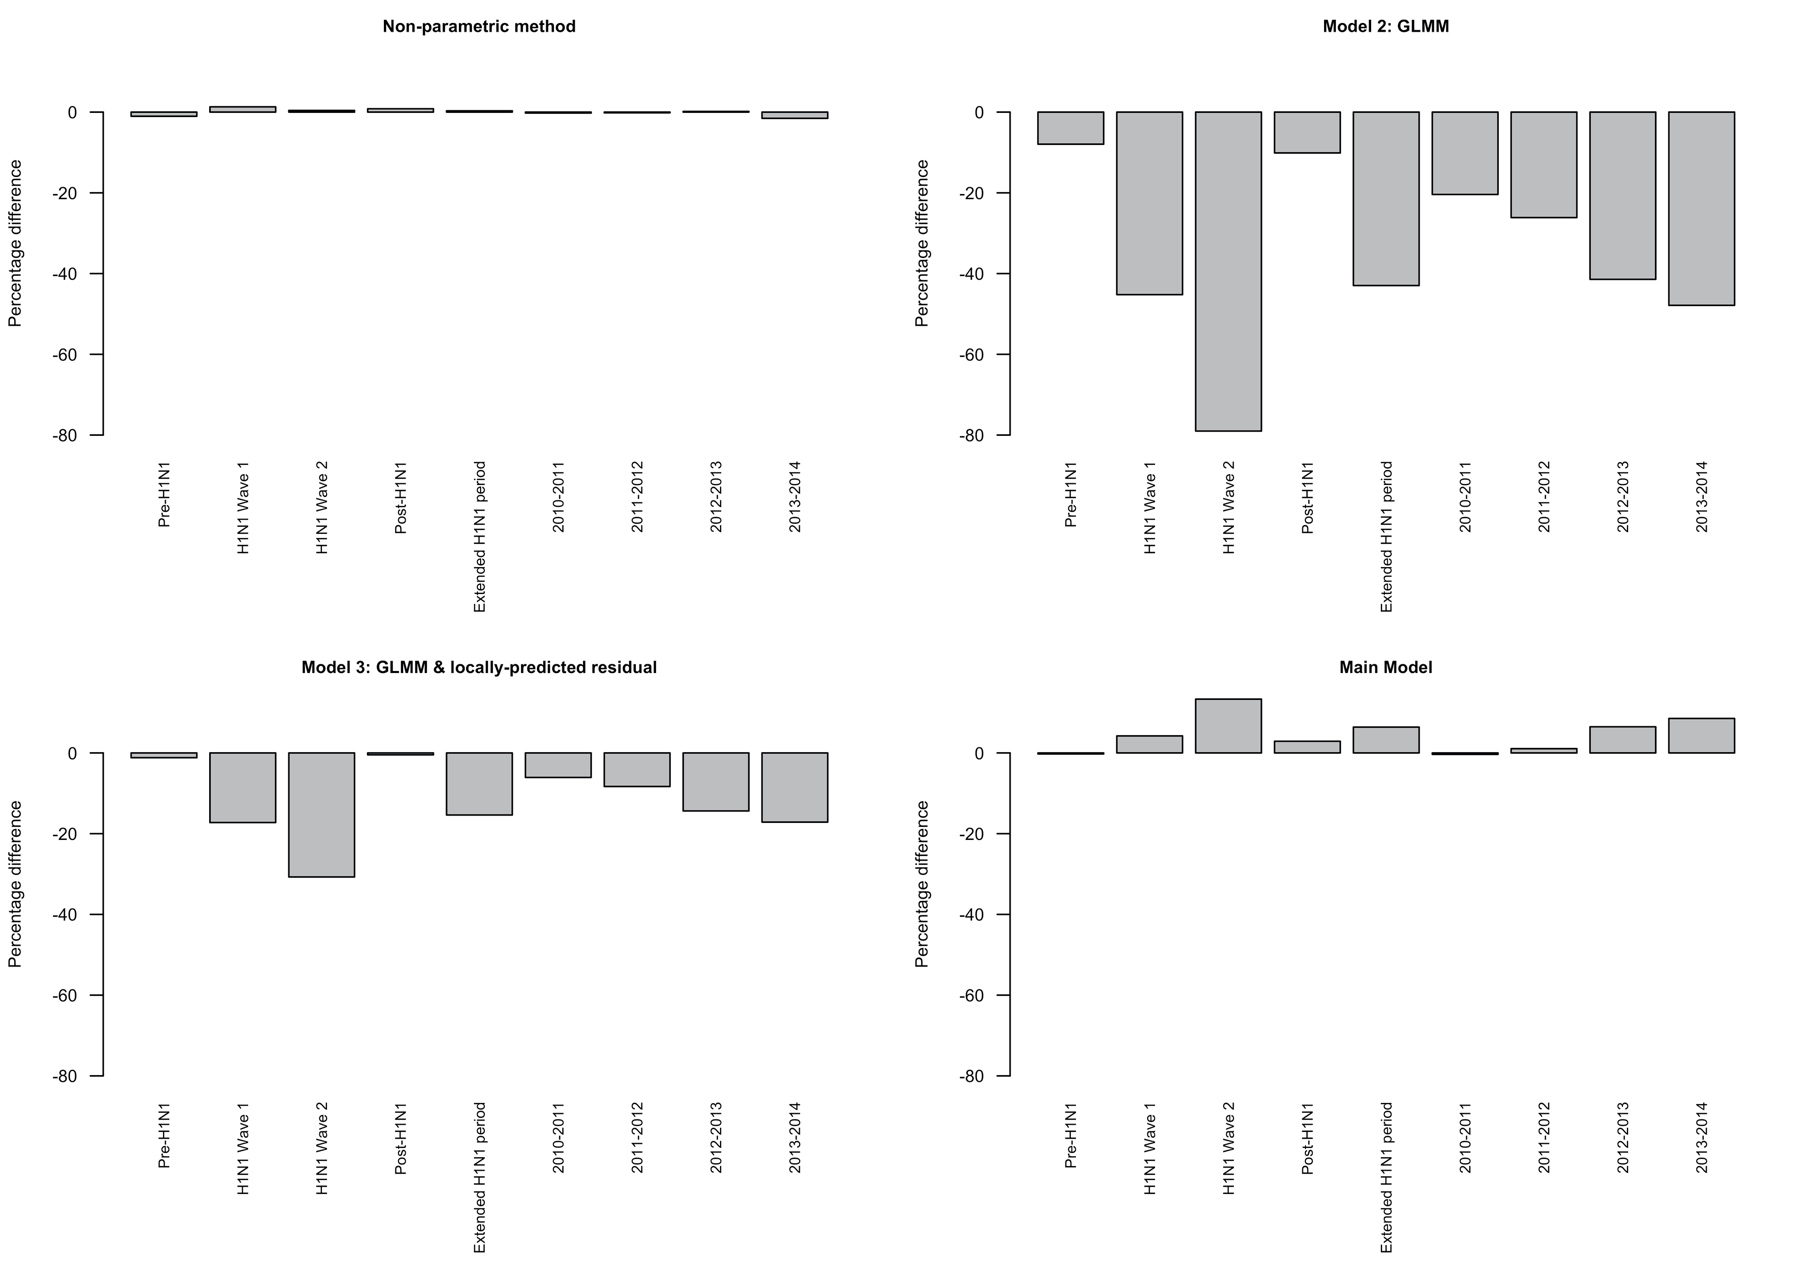 Non-parametric method
Percentage difference
0
-20
-40
-60
-80
Pre-H1N1
H1N1 Wave 1
H1N1 Wave 2
Post-H1N1
Extended H1N1 period
2010-2011
2011-2012
2012-2013
2013-2014
Model 2: GLMM
Percentage difference
0
-20
-40
-60
-80
Pre-H1N1
H1N1 Wave 1
H1N1 Wave 2
Post-H1N1
Extended H1N1 period
2010-2011
2011-2012
2012-2013
2013-2014
Model 3: GLMM & locally-predicted residual
Percentage difference
0
-20
-40
-60
-80
Pre-H1N1
H1N1 Wave 1
H1N1 Wave 2
Post-H1N1
Extended H1N1 period
2010-2011
2011-2012
2012-2013
2013-2014
Main Model
Percentage difference
0
-20
-40
-60
-80
Pre-H1N1
H1N1 Wave 1
H1N1 Wave 2
Post-H1N1
Extended H1N1 period
2010-2011
2011-2012
2012-2013
2013-2014